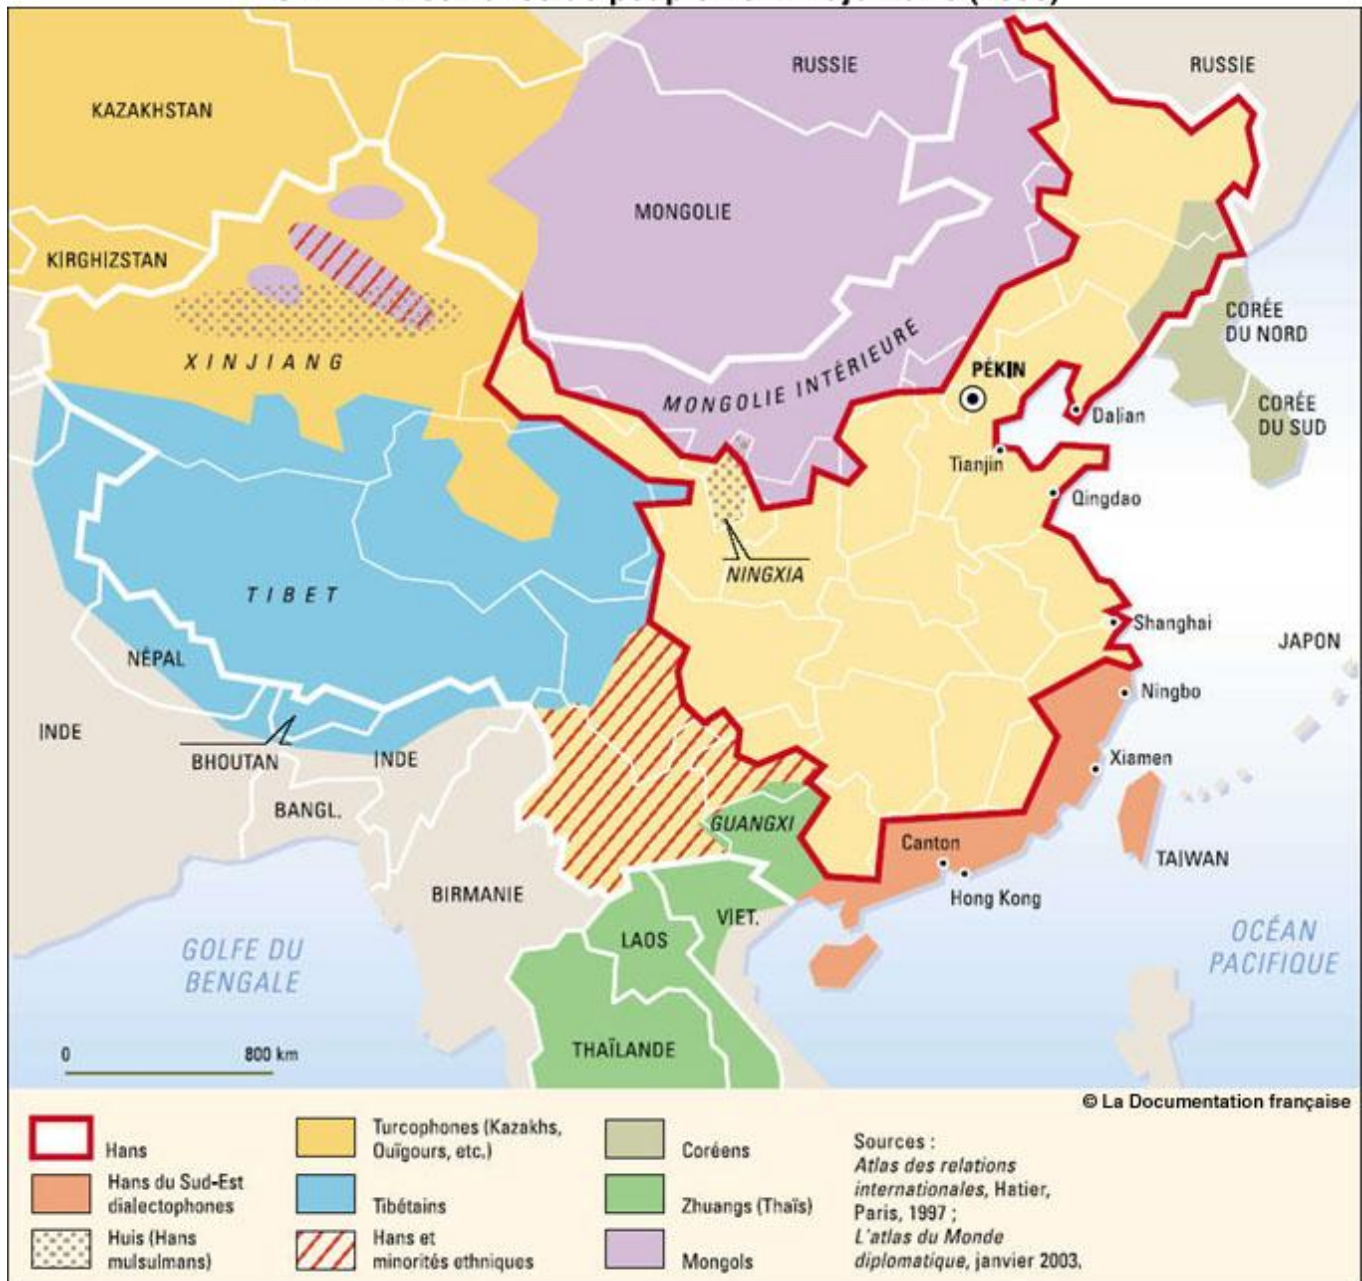 RUSSIE
RUSSIE
KAZAKHSTAN
MONGOLIE
KIRGHIZSTAN
CORÉE
DU NORD
XINJIANG
MONGOLIE INTÉRIEURE
PÉKIN
Dalian
CORÉE
DU SUD
Tianjin
Qingdao
NINGXIA
TIBET
Shanghai
JAPON
NÉPAL
Ningbo
INDE
BHOUTAN
INDE
Xiamen
BANGL.
GUANGXI
Canton
TAIWAN
BIRMANIE
Hong Kong
VIET.
LAOS
GOLFE DU
BENGALE
OCÉAN
PACIFIQUE
THAÏLANDE
0 800 km
© La Documentation française
Hans
Hans du Sud-Est
dialectophones
Huis (Hans
mulsulmans)
Turcophones (Kazakhs,
Ouïgours, etc.)
Tibétains
Hans et
minorités ethniques
Coréens
Zhuangs (Thaïs)
Mongols
Sources :
Atlas des relations
internationales, Hatier,
Paris, 1997 ;
L'atlas du Monde
diplomatique, janvier 2003.